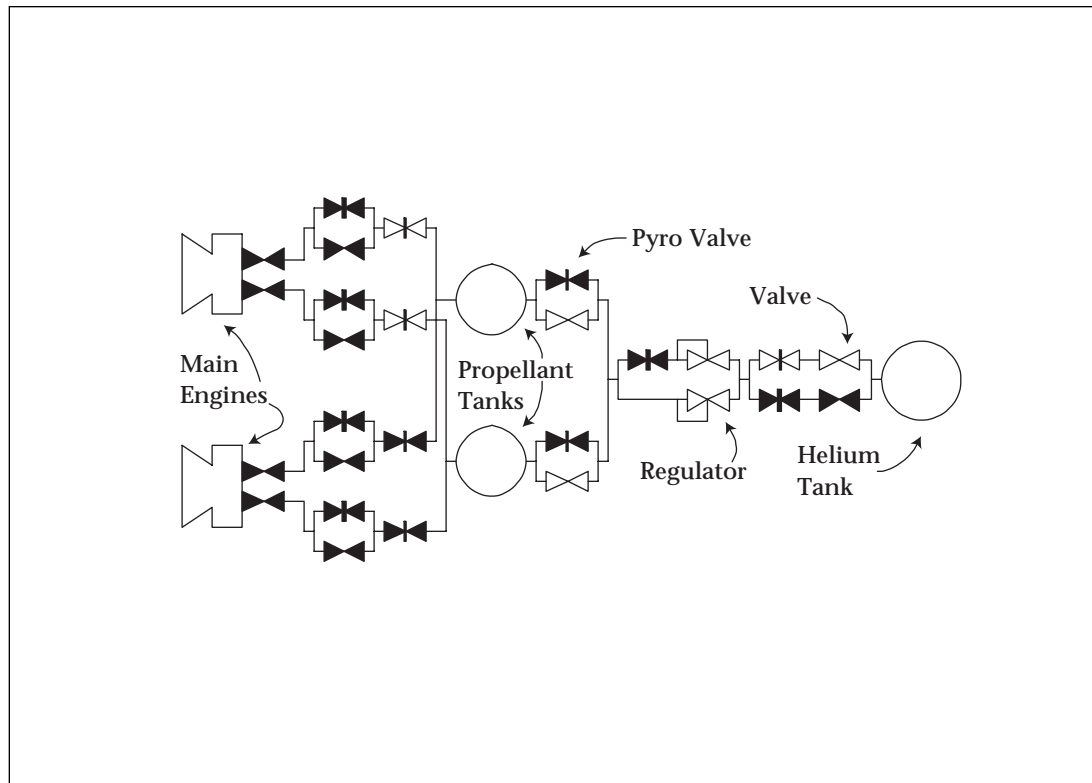 Pyro Valve
Valve
Main
Engines
Propellant
Tanks
Regulator
Helium
Tank